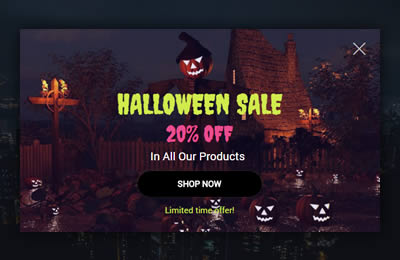 HALLOWEEN SALE
20% OFF
In All Our Products
SHOP NOW
Limited time offer!